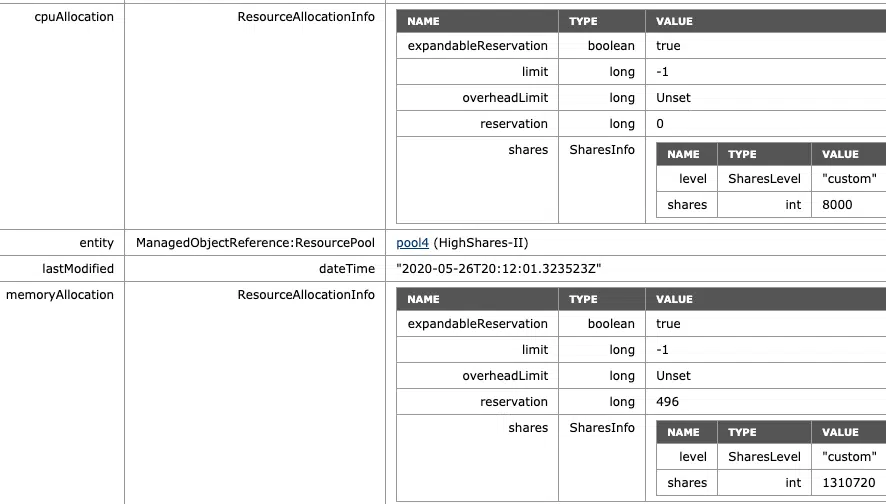 cpuAllocation ResourceAllocationInfo NAME TYPE VALUE
expandableReservation boolean true
limit long -1
overheadLimit long Unset
reservation long 0
shares SharesInfo NAME TYPE VALUE
level SharesLevel "custom"
shares int 8000
entity ManagedObjectReference:ResourcePool pool4 (HighShares-II)
lastModified dateTime "2020-05-26T20:12:01.323523Z"
memoryAllocation ResourceAllocationInfo NAME TYPE VALUE
expandableReservation boolean true
limit long -1
overheadLimit long Unset
reservation long 496
shares SharesInfo NAME TYPE VALUE
level SharesLevel "custom"
shares int 1310720